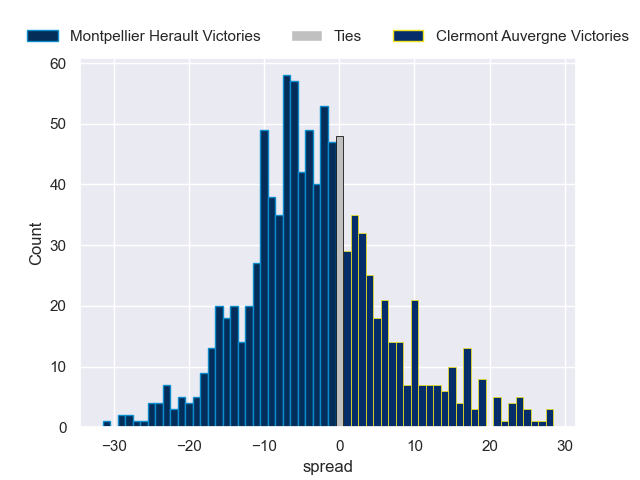 Montpellier Herault Victories
Ties
Clermont Auvergne Victories
60
50
40
30
20
10
0
Count
−30
−20
−10
0
10
20
30
spread